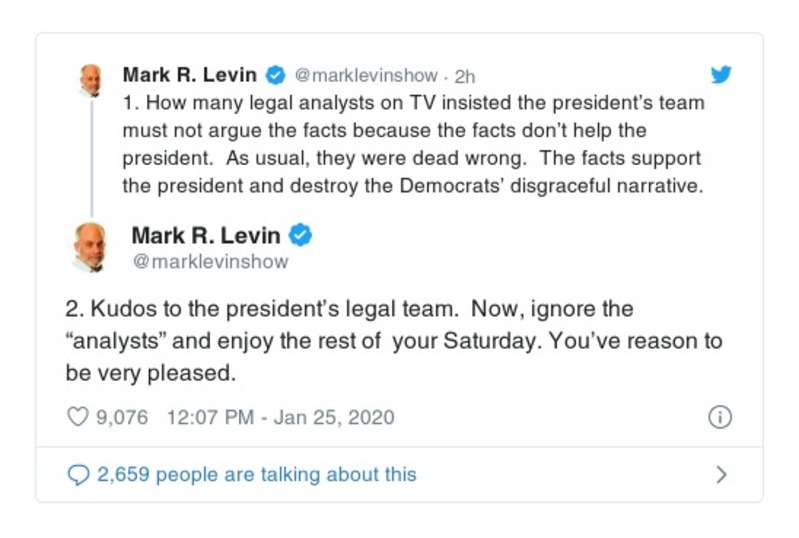 Mark R. Levin @marklevinshow · 2h
1. How many legal analysts on TV insisted the president’s team
must not argue the facts because the facts don’t help the
president.  As usual, they were dead wrong.  The facts support
the president and destroy the Democrats’ disgraceful narrative.
Mark R. Levin
@marklevinshow
2. Kudos to the president’s legal team.  Now, ignore the
“analysts” and enjoy the rest of  your Saturday. You’ve reason to
be very pleased.
9,076 12:07 PM - Jan 25, 2020
2,659 people are talking about this